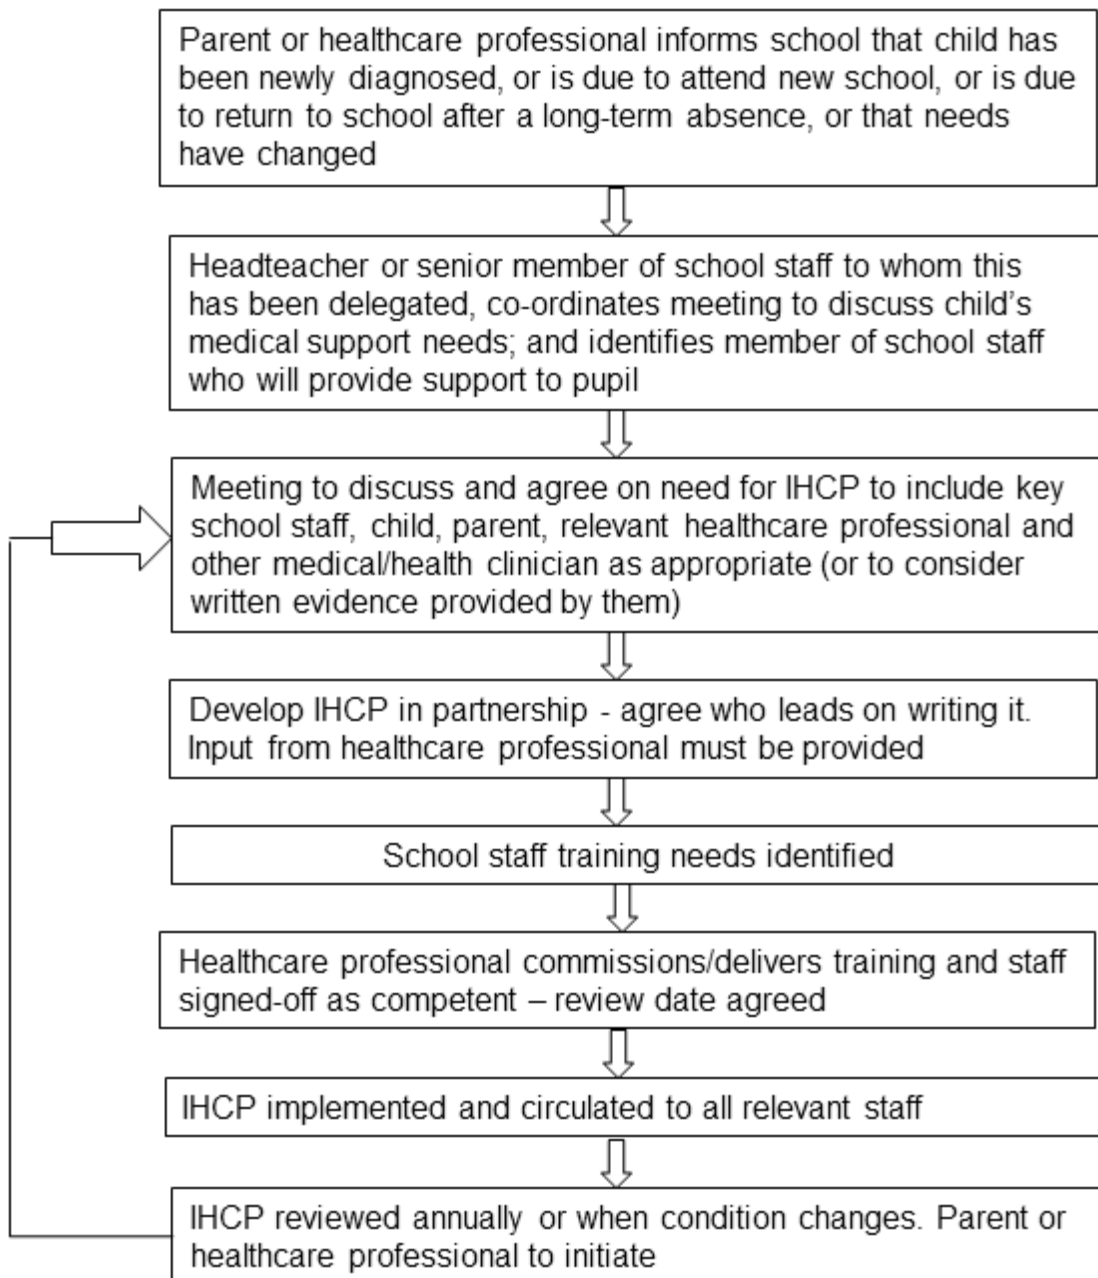 Parent or healthcare professional informs school that child has
been newly diagnosed, or is due to attend new school, or is due
to return to school after a long-term absence, or that needs
have changed
Headteacher or senior member of school staff to whom this
has been delegated, co-ordinates meeting to discuss child's
medical support needs; and identifies member of school staff
who will provide support to pupil
Meeting to discuss and agree on need for IHCP to include key
school staff, child, parent, relevant healthcare professional and
other medical/health clinician as appropriate (or to consider
written evidence provided by them)
Develop IHCP in partnership - agree who leads on writing it.
Input from healthcare professional must be provided
School staff training needs identified
Healthcare professional commissions/delivers training and staff
signed-off as competent – review date agreed
IHCP implemented and circulated to all relevant staff
IHCP reviewed annually or when condition changes. Parent or
healthcare professional to initiate